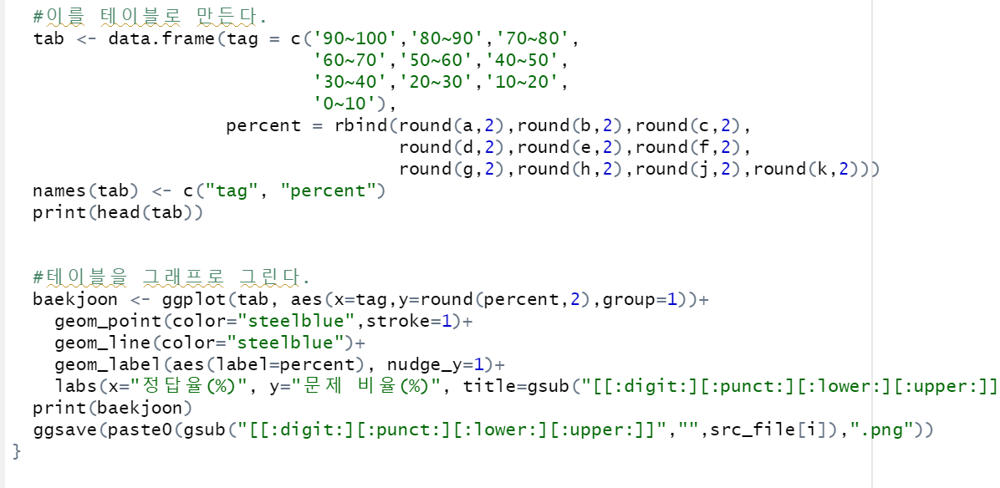 #이를 테이블로 만든다.
tab <- data.frame(tag = c('90~100','80~90','70~80',
'60~70','50~60','40~50',
'30~40','20~30','10~20',
'0~10'),
percent = rbind(round(a,2),round(b,2),round(c,2),
round(d,2),round(e,2),round(f,2),
round(g,2),round(h,2),round(j,2),round(k,2)))
names(tab) <- c("tag", "percent")
print(head(tab))
#테이블을 그래프로 그린다.
baekjoon <- ggplot(tab, aes(x=tag,y=round(percent,2),group=1))+
geom_point(color="steelblue",stroke=1)+
geom_line(color="steelblue")+
geom_label(aes(label=percent), nudge_y=1)+
labs(x="정답율(%)", y="문제 비율(%)", title=gsub("[[:digit:][:punct:][:lower:][:upper:]]
print(baekjoon)
ggsave(paste0(gsub("[[:digit:][:punct:][:lower:][:upper:]]","",src_file[i]),".png"))
}